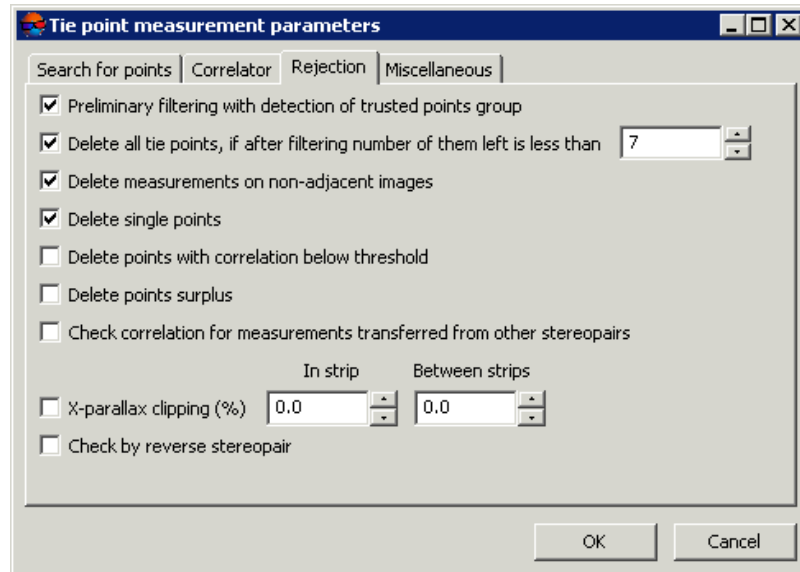 Tie point measurement parameters
Search for points Correlator Rejection Miscellaneous
Preliminary filtering with detection of trusted points group
Delete all tie points, if after filtering number of them left is less than 7
Delete measurements on non-adjacent images
Delete single points
Delete points with correlation below threshold
Delete points surplus
Check correlation for measurements transferred from other stereopairs
In strip Between strips
X-parallax clipping (%) 0.0 0.0
Check by reverse stereopair
OK Cancel